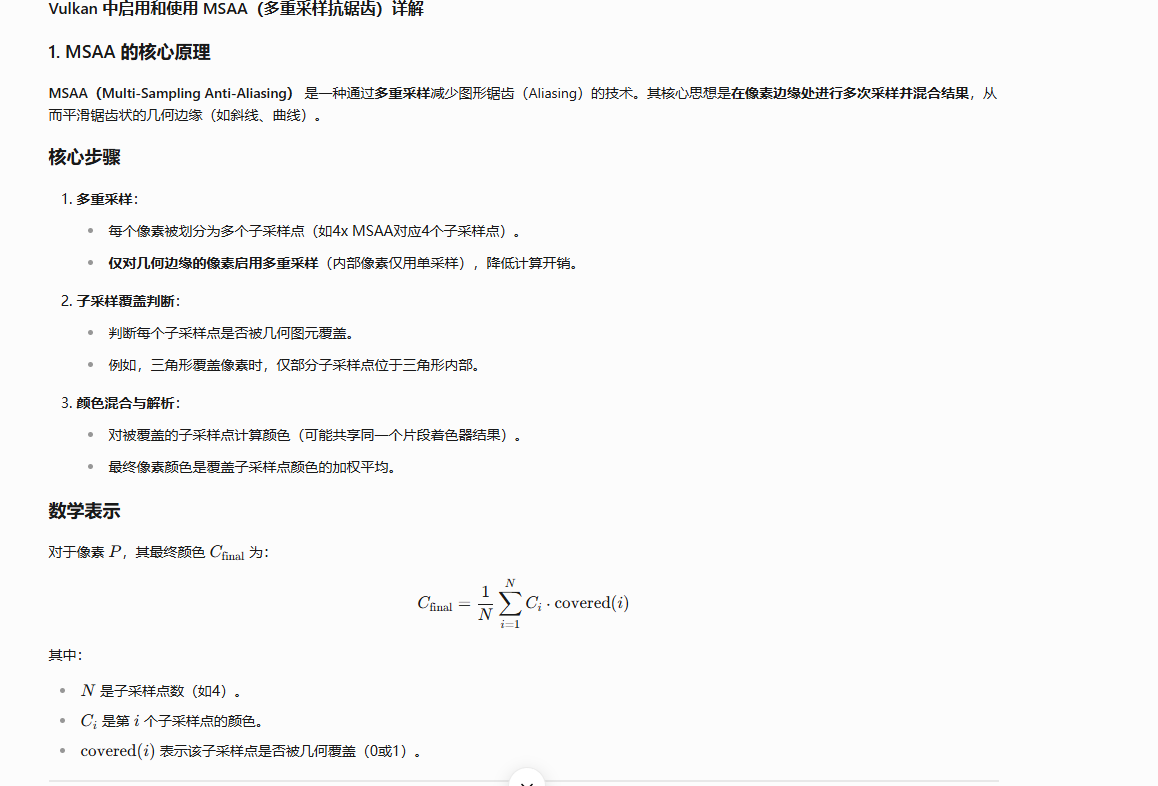 Vulkan 中启用和使用 MSAA（多重采样抗锯齿）详解
1. MSAA 的核心原理
MSAA（Multi-Sampling Anti-Aliasing） 是一种通过多重采样减少图形锯齿（Aliasing）的技术。其核心思想是在像素边缘处进行多次采样并混合结果，从
而平滑锯齿状的几何边缘（如斜线、曲线）。
核心步骤
1. 多重采样：
• 每个像素被划分为多个子采样点（如4x MSAA对应4个子采样点）。
• 仅对几何边缘的像素启用多重采样（内部像素仅用单采样），降低计算开销。
2. 子采样覆盖判断：
• 判断每个子采样点是否被几何图元覆盖。
• 例如，三角形覆盖像素时，仅部分子采样点位于三角形内部。
3. 颜色混合与解析：
• 对被覆盖的子采样点计算颜色（可能共享同一个片段着色器结果）。
• 最终像素颜色是覆盖子采样点颜色的加权平均。
数学表示
对于像素 P，其最终颜色 C_final 为：
C_final = 1/N ∑_{i=1}^{N} C_i · covered(i)
其中：
• N 是子采样点数（如4）。
• C_i 是第 i 个子采样点的颜色。
• covered(i) 表示该子采样点是否被几何覆盖（0或1）。